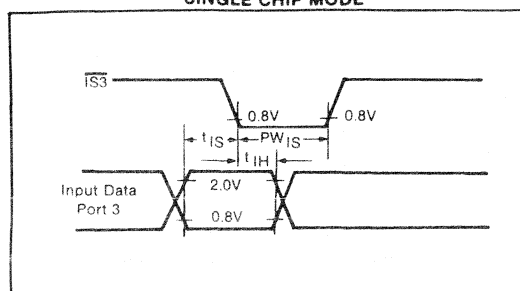 SINGLE CHIP MODE
IS3
0.8V 0.8V
tIS PWIS
tIH
Input Data
Port 3
2.0V
0.8V